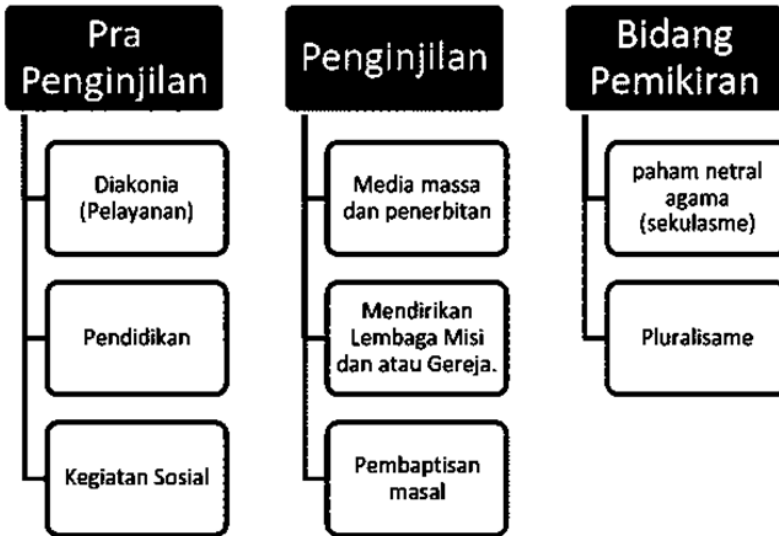 Pra
Penginjilan
Diakonia
(Pelayanan)
Pendidikan
Kegiatan Sosial
Penginjilan
Media massa
dan penerbitan
Mendirikan
Lembaga Misi
dan atau Gereja.
Pembaptisan
masal
Bidang
Pemikiran
paham netral
agama
(sekulasme)
Pluralisame